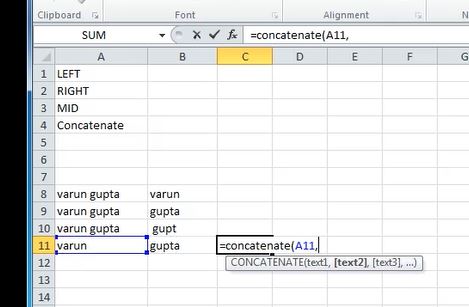 Clipboard Font Alignment
SUM fx =concatenate(A11,
A B C D E F G
1 LEFT
2 RIGHT
3 MID
4 Concatenate
5
6
7
8 varun gupta varun
9 varun gupta gupta
10 varun gupta gupt
11 varun gupta =concatenate(A11,
12 CONCATENATE(text1, [text2], [text3], ...)
13
14